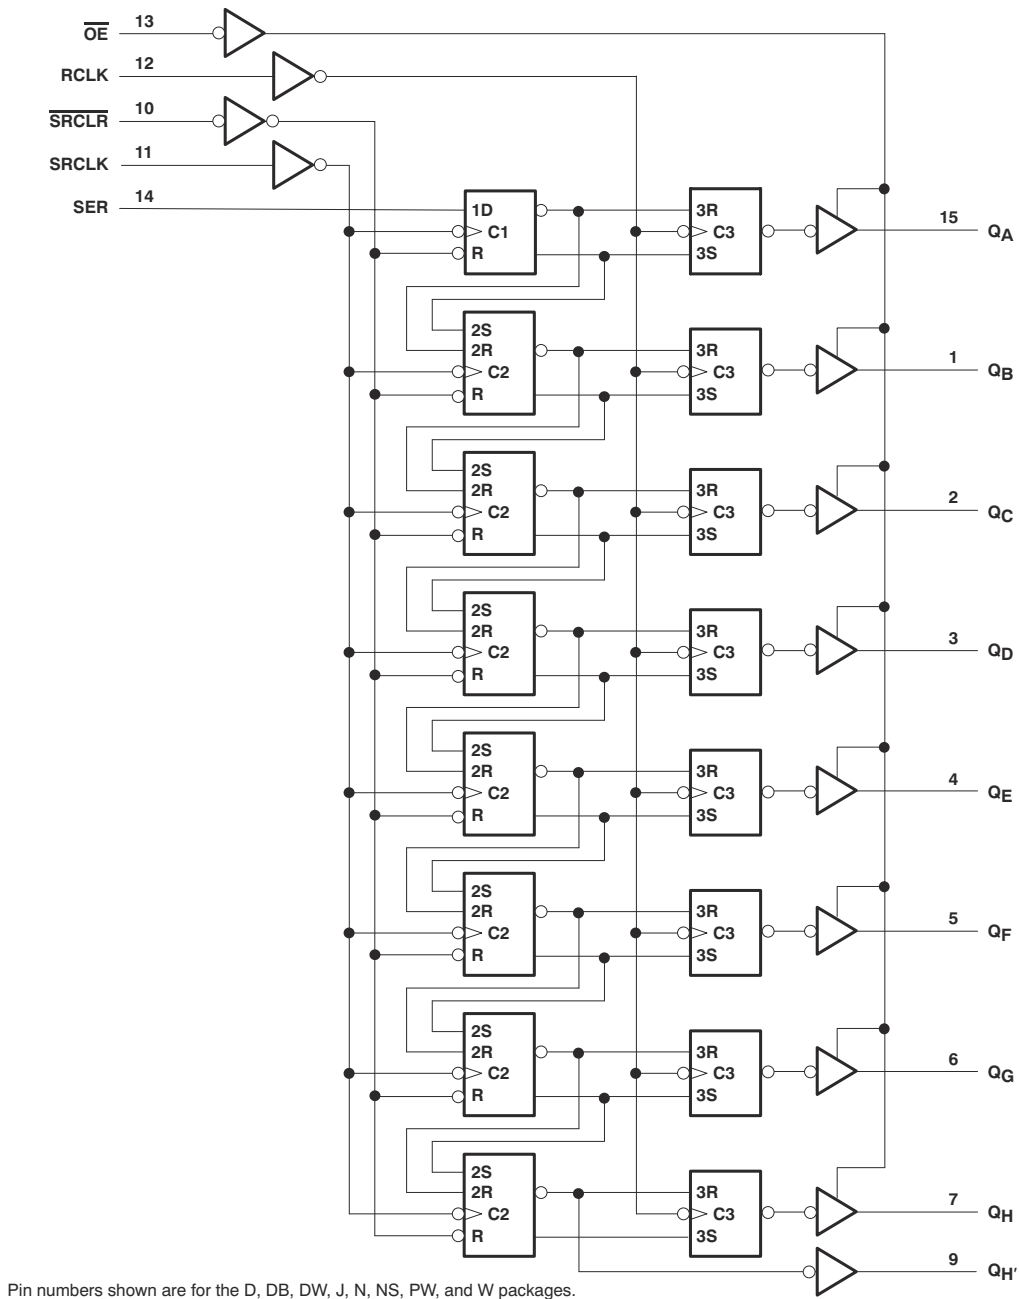 OE 13
RCLK 12
SRCLR 10
SRCLK 11
SER 14
1D 3R
C1 C3 15 QA
R 3S
2S
2R 3R
C2 C3 1 QB
R 3S
2S
2R 3R
C2 C3 2 QC
R 3S
2S
2R 3R
C2 C3 3 QD
R 3S
2S
2R 3R
C2 C3 4 QE
R 3S
2S
2R 3R
C2 C3 5 QF
R 3S
2S
2R 3R
C2 C3 6 QG
R 3S
2S
2R 3R
C2 C3 7 QH
R 3S
9 QH′
Pin numbers shown are for the D, DB, DW, J, N, NS, PW, and W packages.